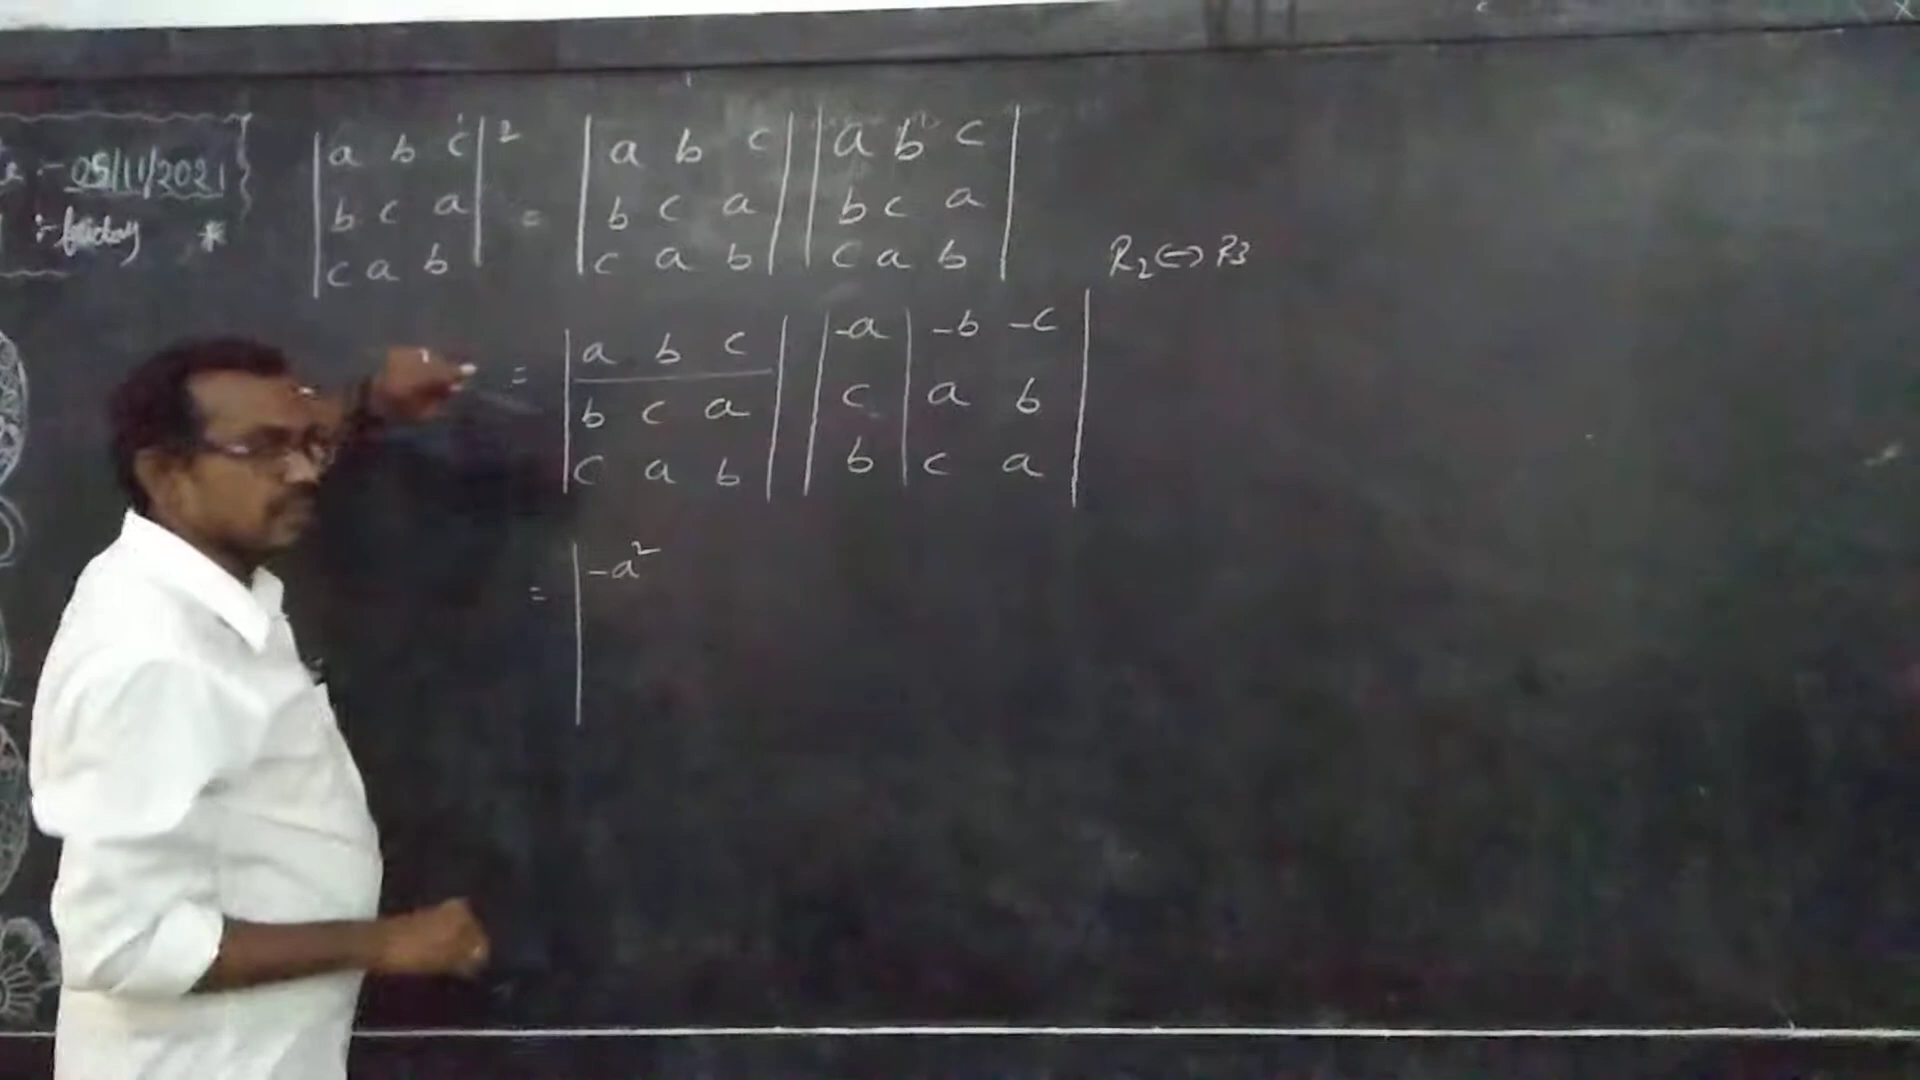 :- 05/11/2021
:- friday *
| a b c |² | a b c | | a b c |
| b c a | = | b c a | | b c a |
| c a b | | c a b | | c a b | R₂ ↔ R3
| a b c | | -a | -b -c |
= | b c a | | c | a b |
| c a b | | b | c a |
= | -a²